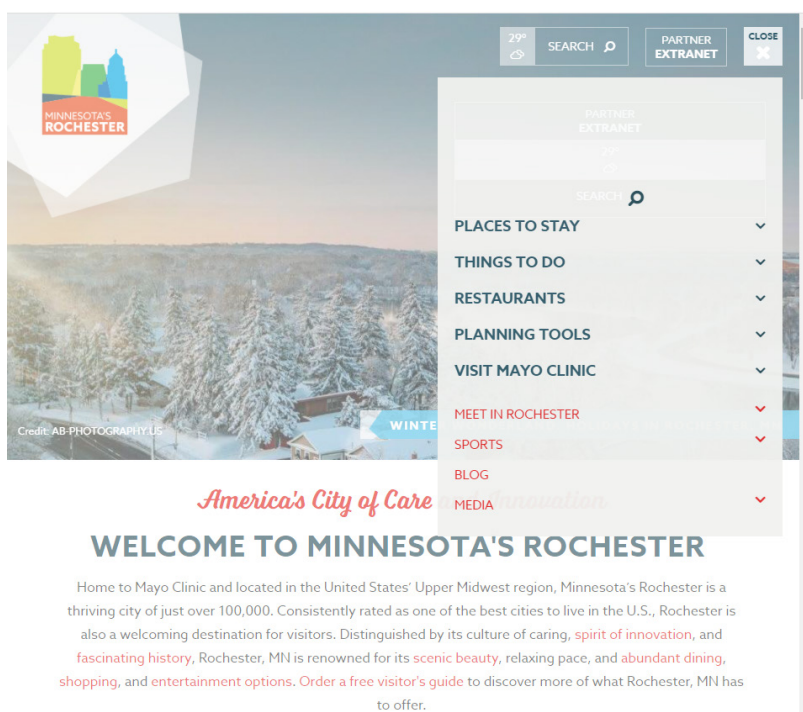 29°
SEARCH
PARTNER
EXTRANET
CLOSE
MINNESOTA'S
ROCHESTER
PARTNER
EXTRANET
29°
SEARCH
PLACES TO STAY
THINGS TO DO
RESTAURANTS
PLANNING TOOLS
VISIT MAYO CLINIC
MEET IN ROCHESTER
SPORTS
BLOG
MEDIA
Credit: AB-PHOTOGRAPHY.US
WINTE
America's City of Care and Innovation
WELCOME TO MINNESOTA'S ROCHESTER
Home to Mayo Clinic and located in the United States' Upper Midwest region, Minnesota's Rochester is a
thriving city of just over 100,000. Consistently rated as one of the best cities to live in the U.S., Rochester is
also a welcoming destination for visitors. Distinguished by its culture of caring, spirit of innovation, and
fascinating history, Rochester, MN is renowned for its scenic beauty, relaxing pace, and abundant dining,
shopping, and entertainment options. Order a free visitor's guide to discover more of what Rochester, MN has
to offer.